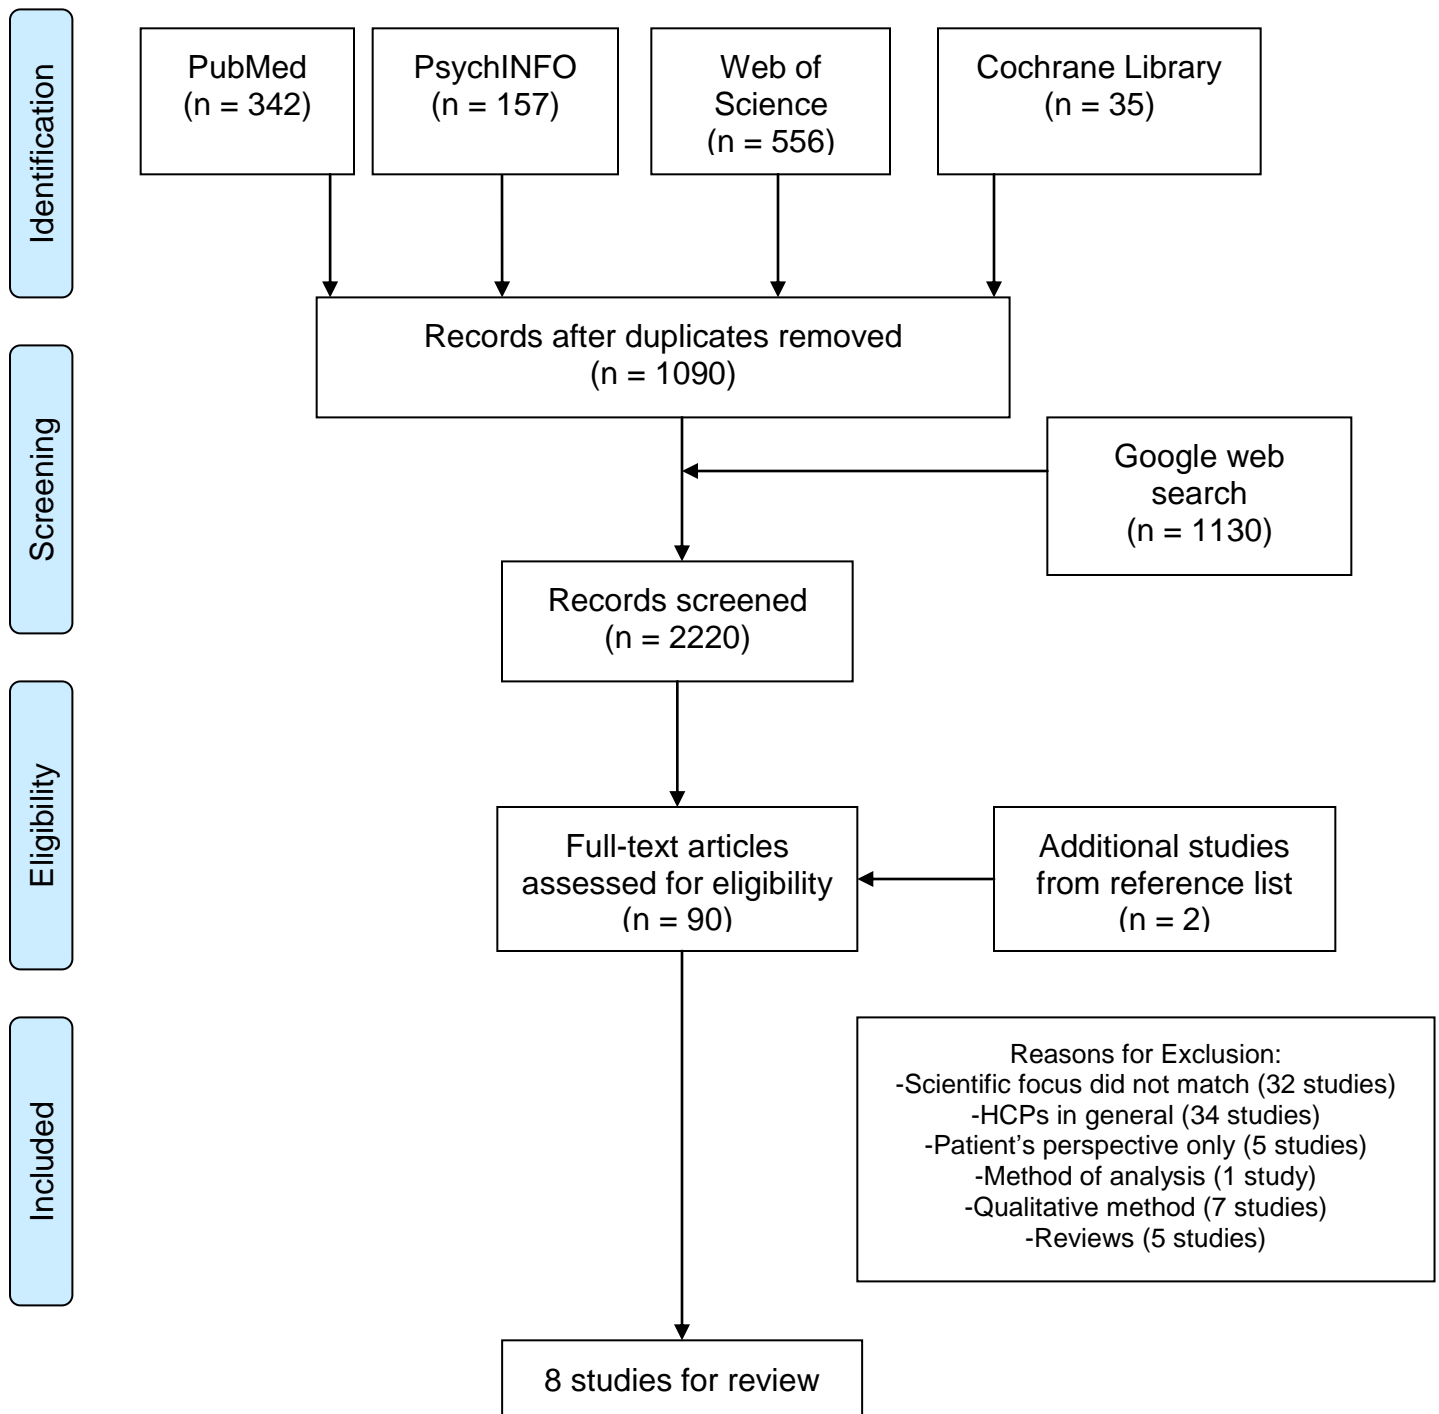 Identification
PubMed
(n = 342)
PsychINFO
(n = 157)
Web of
Science
(n = 556)
Cochrane Library
(n = 35)
Records after duplicates removed
(n = 1090)
Screening
Google web
search
(n = 1130)
Records screened
(n = 2220)
Eligibility
Full-text articles
assessed for eligibility
(n = 90)
Additional studies
from reference list
(n = 2)
Included
Reasons for Exclusion:
-Scientific focus did not match (32 studies)
-HCPs in general (34 studies)
-Patient's perspective only (5 studies)
-Method of analysis (1 study)
-Qualitative method (7 studies)
-Reviews (5 studies)
8 studies for review